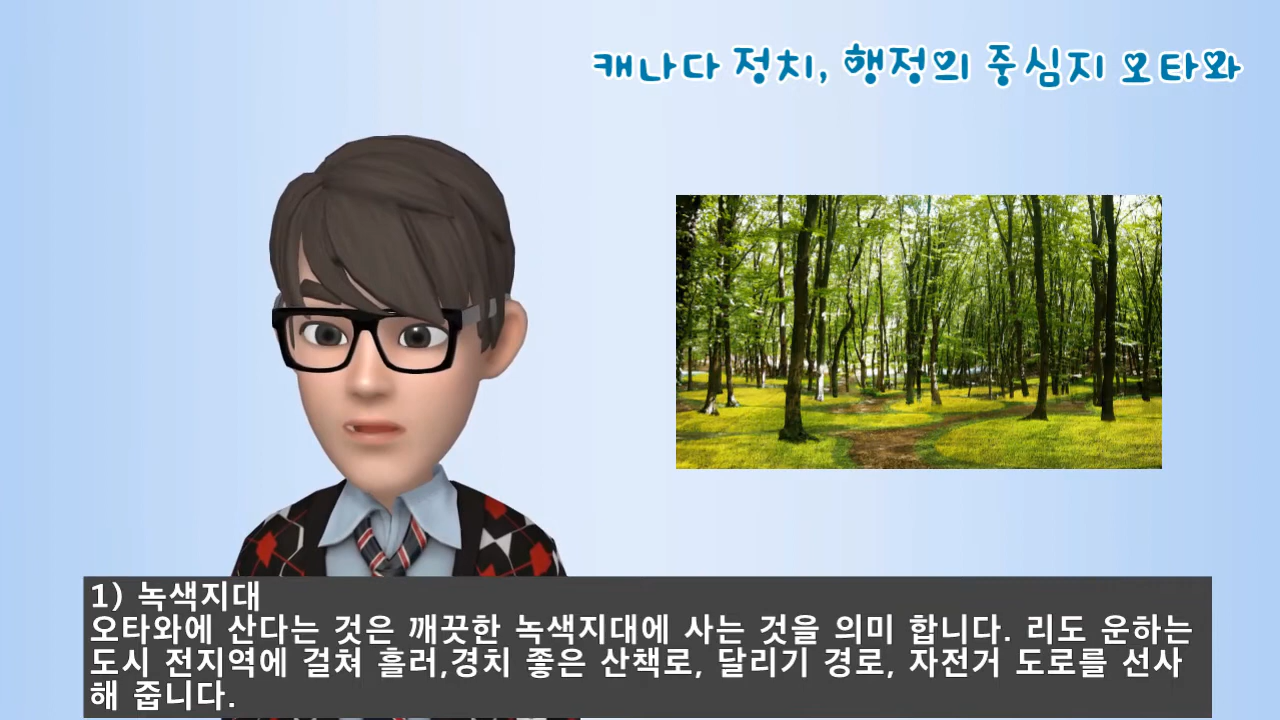 캐나다 정치, 행정의 중심지 오타와
1) 녹색지대
오타와에 산다는 것은 깨끗한 녹색지대에 사는 것을 의미 합니다. 리도 운하는
도시 전지역에 걸쳐 흘러,경치 좋은 산책로, 달리기 경로, 자전거 도로를 선사
해 줍니다.